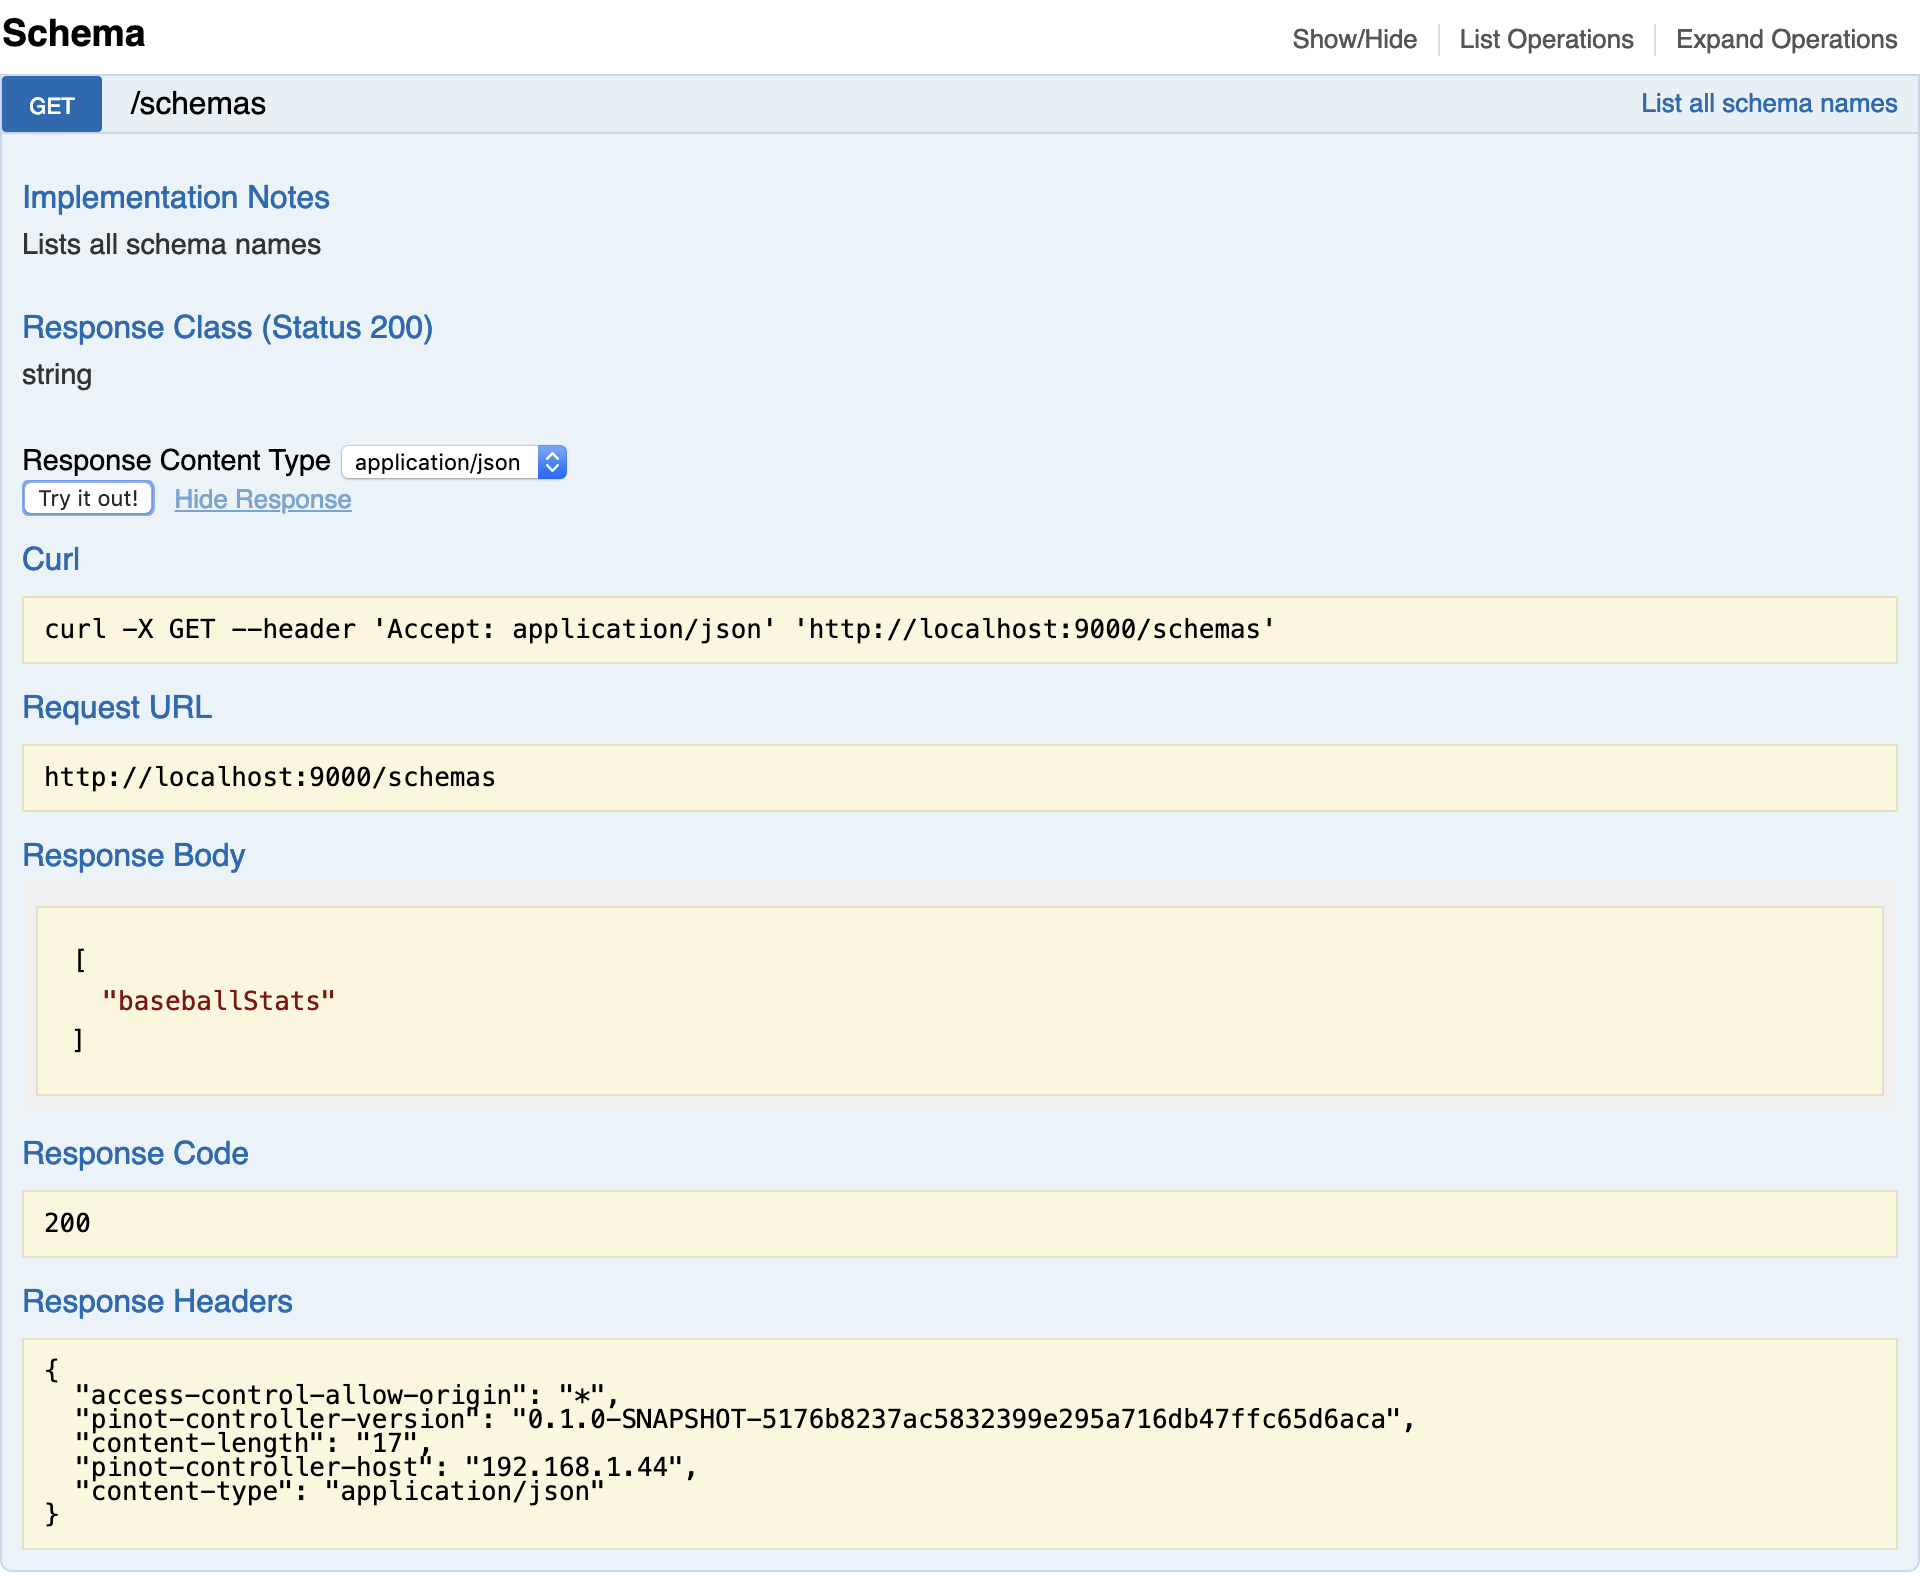 Schema
Show/Hide
List Operations
Expand Operations
GET /schemas
List all schema names
Implementation Notes
Lists all schema names
Response Class (Status 200)
string
Response Content Type application/json
Try it out! Hide Response
Curl
curl -X GET --header 'Accept: application/json' 'http://localhost:9000/schemas'
Request URL
http://localhost:9000/schemas
Response Body
[
  "baseballStats"
]
Response Code
200
Response Headers
{
  "access-control-allow-origin": "*",
  "pinot-controller-version": "0.1.0-SNAPSHOT-5176b8237ac5832399e295a716db47ffc65d6aca",
  "content-length": "17",
  "pinot-controller-host": "192.168.1.44",
  "content-type": "application/json"
}